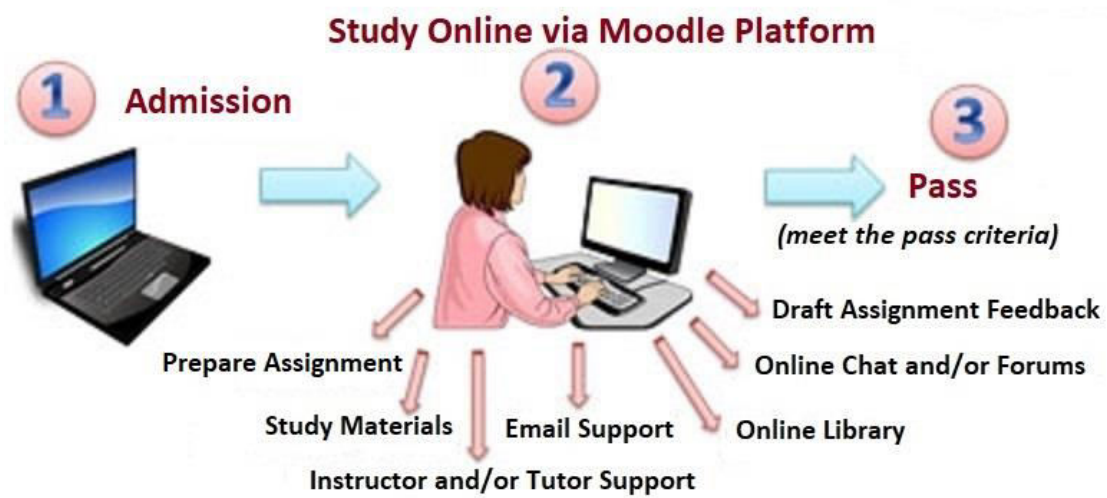 Study Online via Moodle Platform
1
Admission
2
3
Pass
(meet the pass criteria)
Draft Assignment Feedback
Prepare Assignment
Online Chat and/or Forums
Study Materials
Email Support
Online Library
Instructor and/or Tutor Support